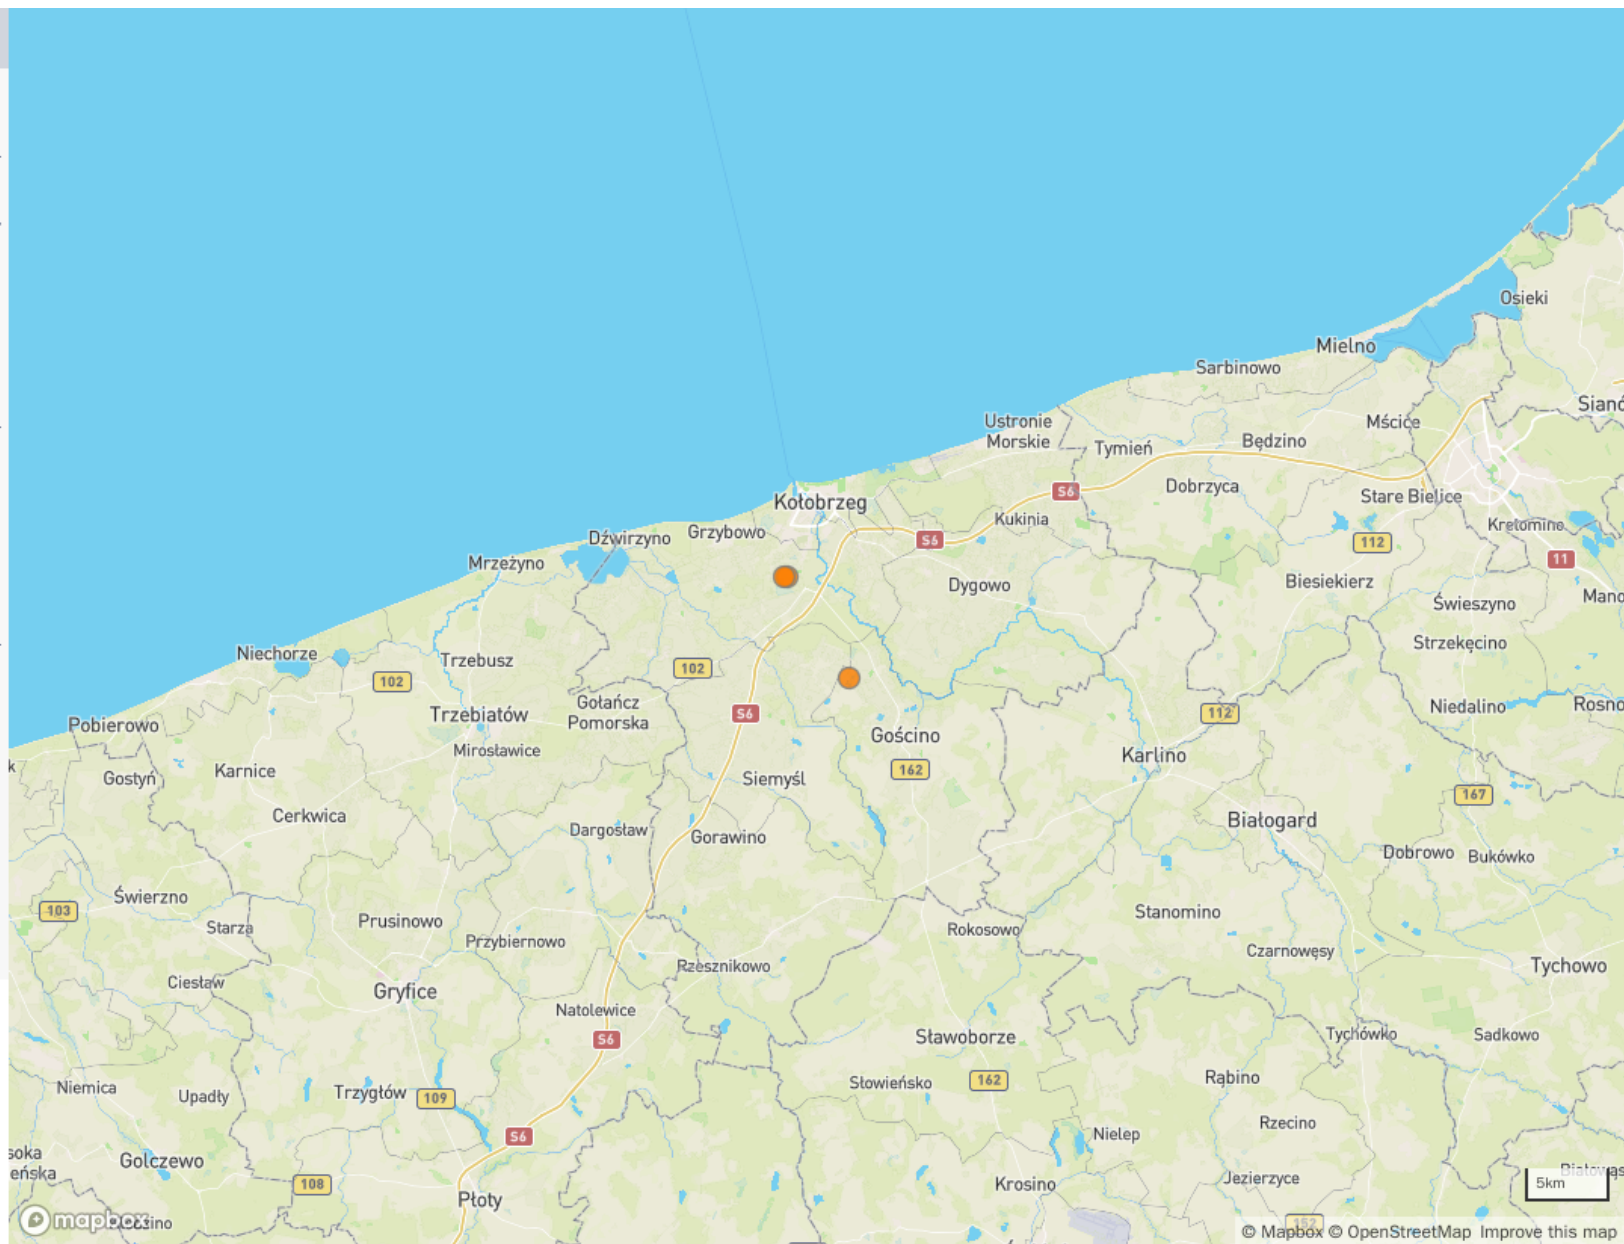 Osieki
Mielno
Sarbinowo
Ustronie
Morskie
Mścice
Tymień
Będzino
Kołobrzeg
S6
Dobrzyca
Stare Bielice
Kukinia
Kretomino
Grzybowo
S6
Dźwirzyno
112
11
Mrzeżyno
Dygowo
Biesiekierz
Świeszyno
Strzekęcino
Niechorze
Trzebusz
102
102
Gołańcz
Pomorska
Trzebiatów
S6
112
Niedalino
Pobierowo
Mirosławice
Gościno
Karlino
Karnice
Gostyń
Siemyśl
162
167
Cerkwica
Dargosław
Gorawino
Białogard
Dobrowo
Bukówko
Świerzno
103
Prusinowo
Stanomino
Starza
Przybiernowo
Rokosowo
Czarnowęsy
Rzesznikowo
Tychowo
Ciesław
Gryfice
Natolewice
S6
Sławoborze
Tychówko
Sadkowo
Niemica
Upadły
Trzygłów
109
Słowieńsko
162
Rąbino
Rzecino
S6
Nielep
Golczewo
108
Płoty
Krosino
Jezierzyce
5km
mapbox
152
© Mapbox © OpenStreetMap Improve this map